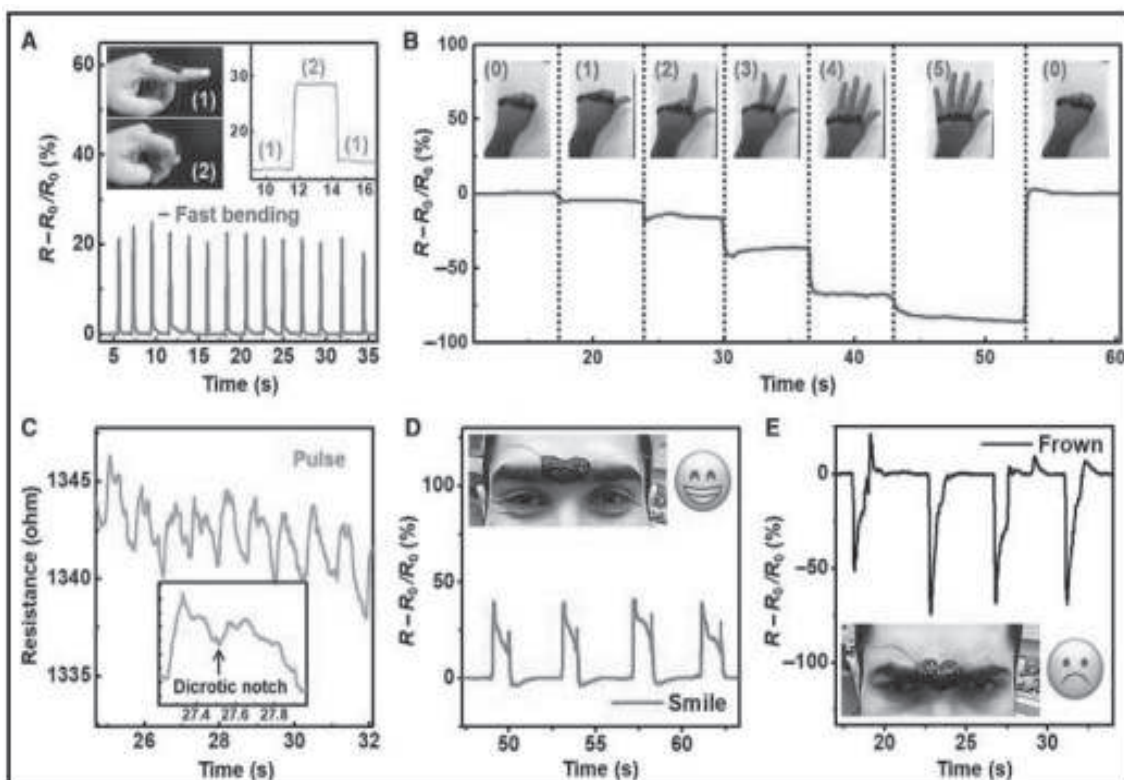 A
60
40
20
0
R – R₀/R₀ (%)
(1)
(2)
30
20
(2)
(1)
(1)
10 12 14 16
– Fast bending
5 10 15 20 25 30 35
Time (s)
B
100
50
0
–50
–100
R – R₀/R₀ (%)
(0) (1) (2) (3) (4) (5) (0)
20 30 40 50 60
Time (s)
C
Pulse
1345
1340
1335
Resistance (ohm)
Dicrotic notch
27.4 27.6 27.8
26 28 30 32
Time (s)
D
100
50
0
R – R₀/R₀ (%)
Smile
50 55 60
Time (s)
E
Frown
0
–50
–100
R – R₀/R₀ (%)
20 25 30
Time (s)